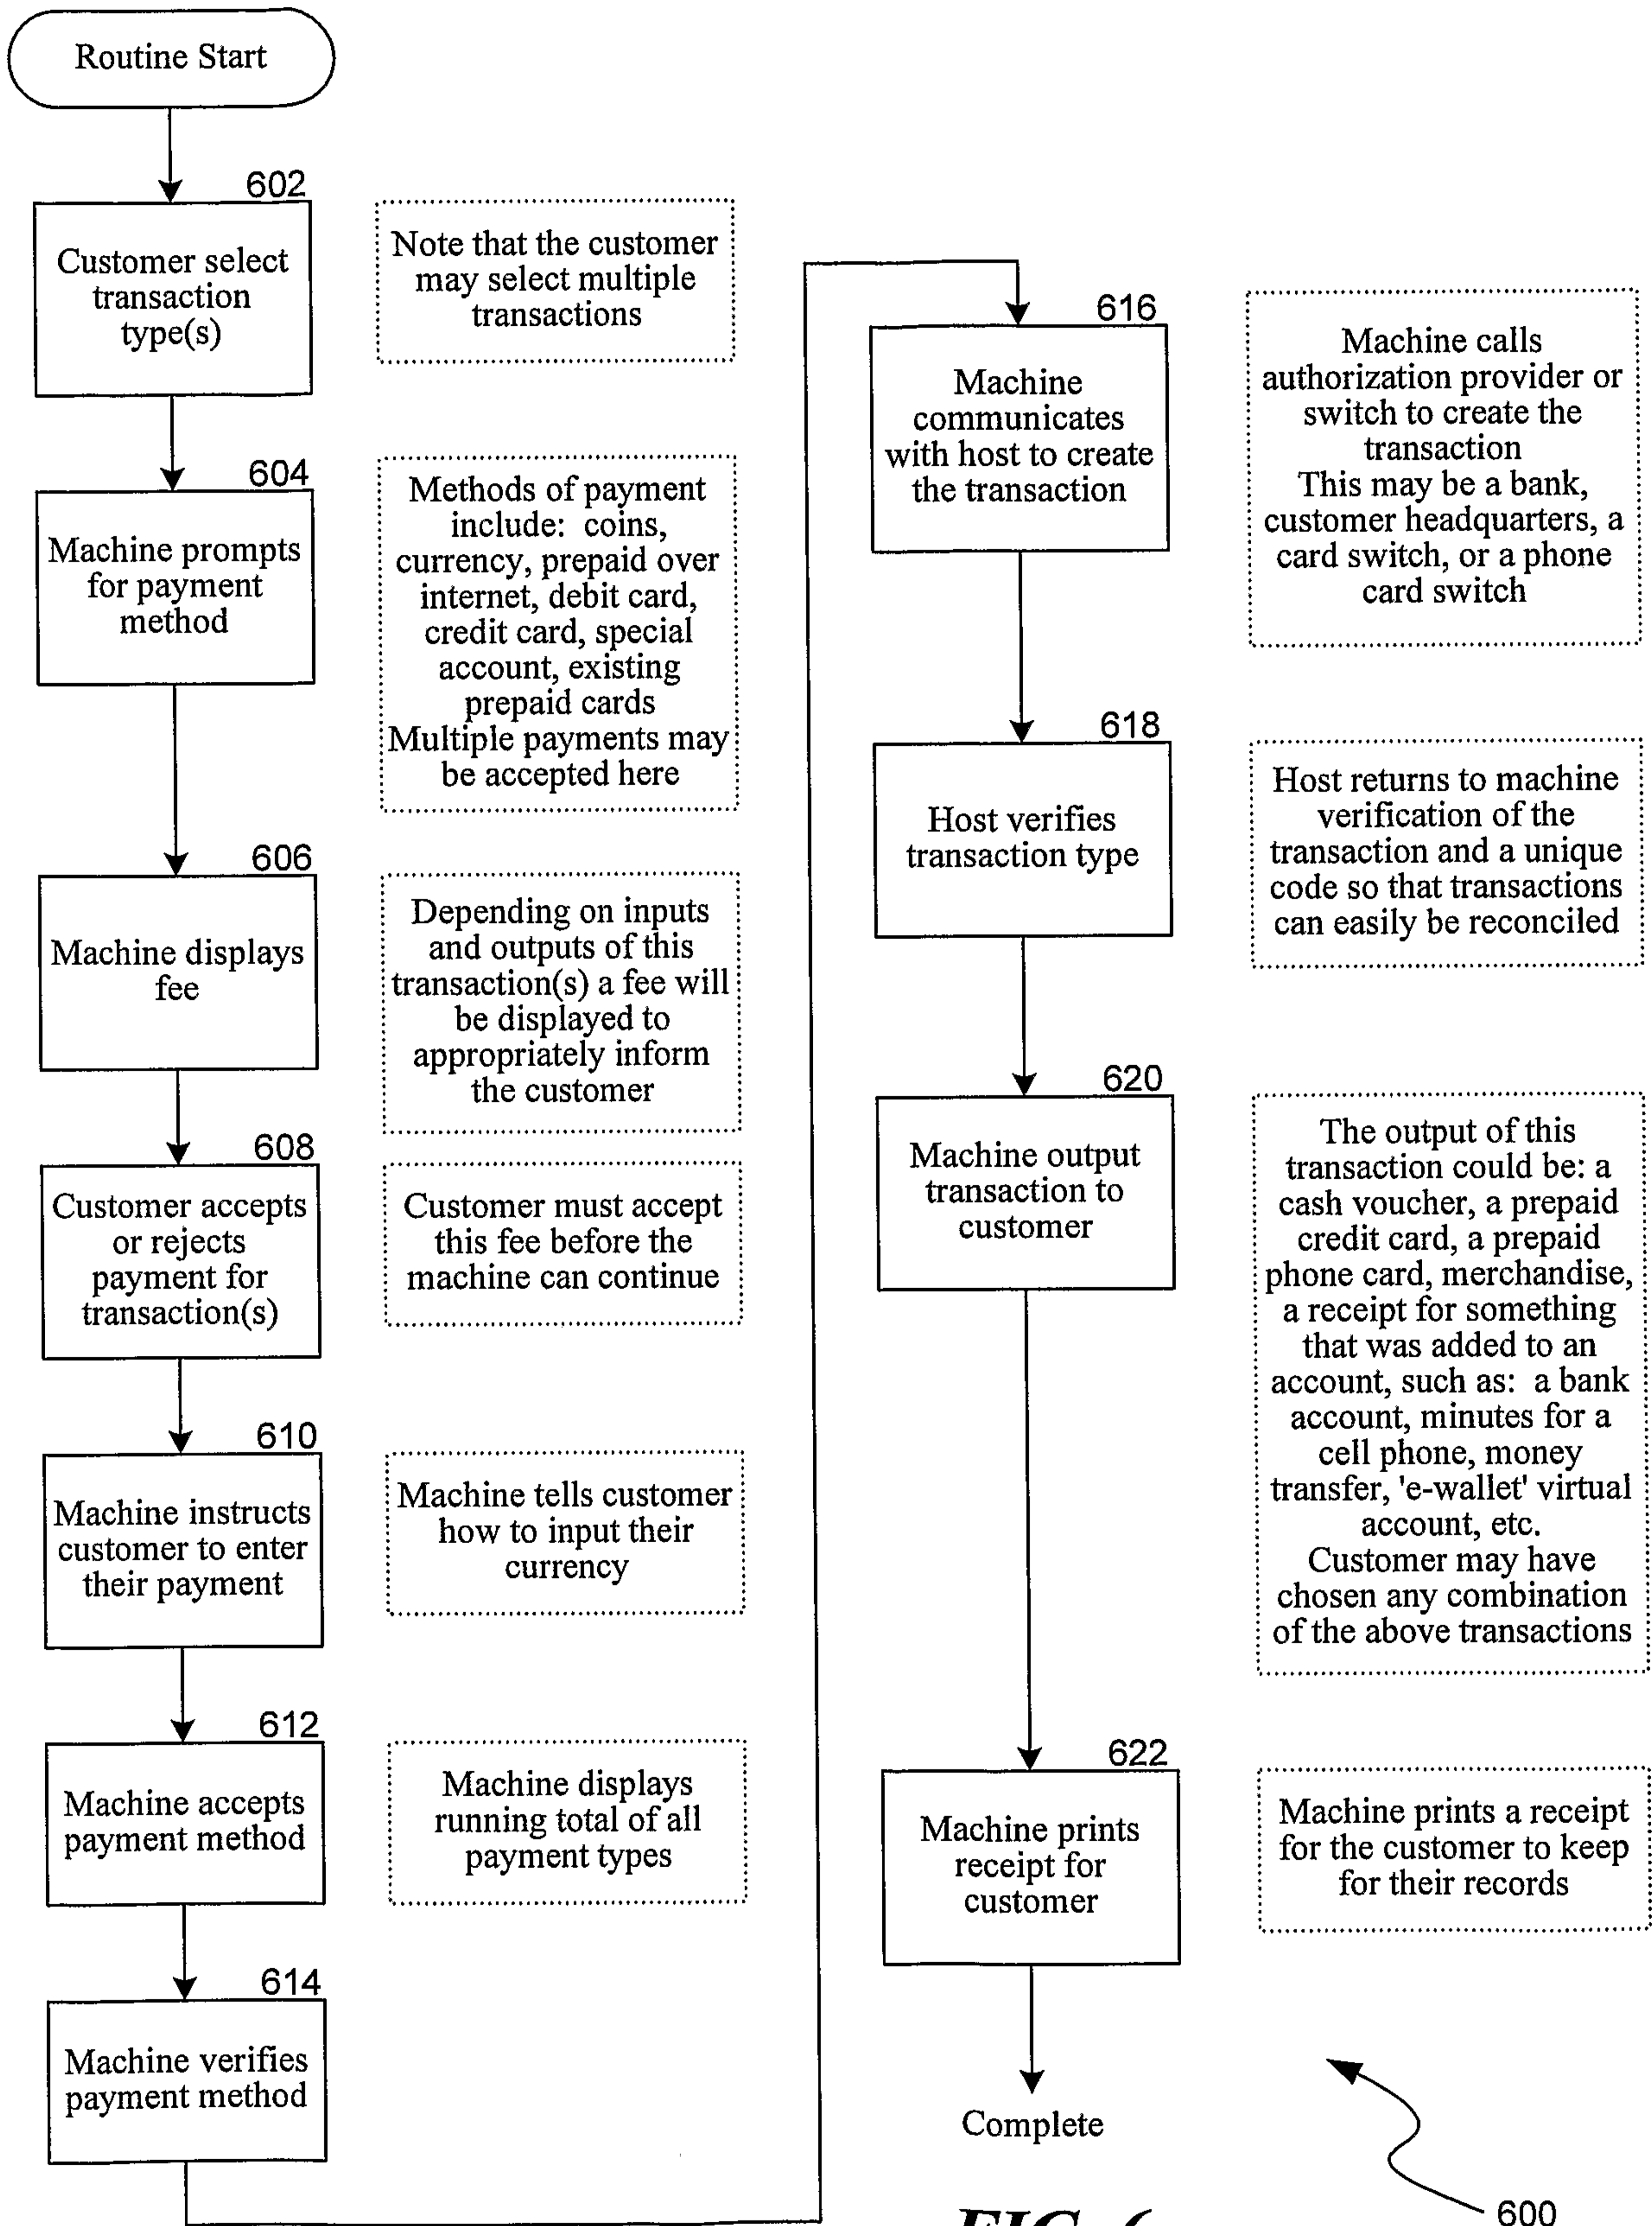 Routine Start
602
Customer select
transaction
type(s)
Note that the customer
may select multiple
transactions
604
Machine prompts
for payment
method
Methods of payment
include: coins,
currency, prepaid over
internet, debit card,
credit card, special
account, existing
prepaid cards
Multiple payments may
be accepted here
606
Machine displays
fee
Depending on inputs
and outputs of this
transaction(s) a fee will
be displayed to
appropriately inform
the customer
608
Customer accepts
or rejects
payment for
transaction(s)
Customer must accept
this fee before the
machine can continue
610
Machine instructs
customer to enter
their payment
Machine tells customer
how to input their
currency
612
Machine accepts
payment method
Machine displays
running total of all
payment types
614
Machine verifies
payment method
616
Machine
communicates
with host to create
the transaction
Machine calls
authorization provider or
switch to create the
transaction
This may be a bank,
customer headquarters, a
card switch, or a phone
card switch
618
Host verifies
transaction type
Host returns to machine
verification of the
transaction and a unique
code so that transactions
can easily be reconciled
620
Machine output
transaction to
customer
The output of this
transaction could be: a
cash voucher, a prepaid
credit card, a prepaid
phone card, merchandise,
a receipt for something
that was added to an
account, such as: a bank
account, minutes for a
cell phone, money
transfer, 'e-wallet' virtual
account, etc.
Customer may have
chosen any combination
of the above transactions
622
Machine prints
receipt for
customer
Machine prints a receipt
for the customer to keep
for their records
Complete
600
FIG. 6